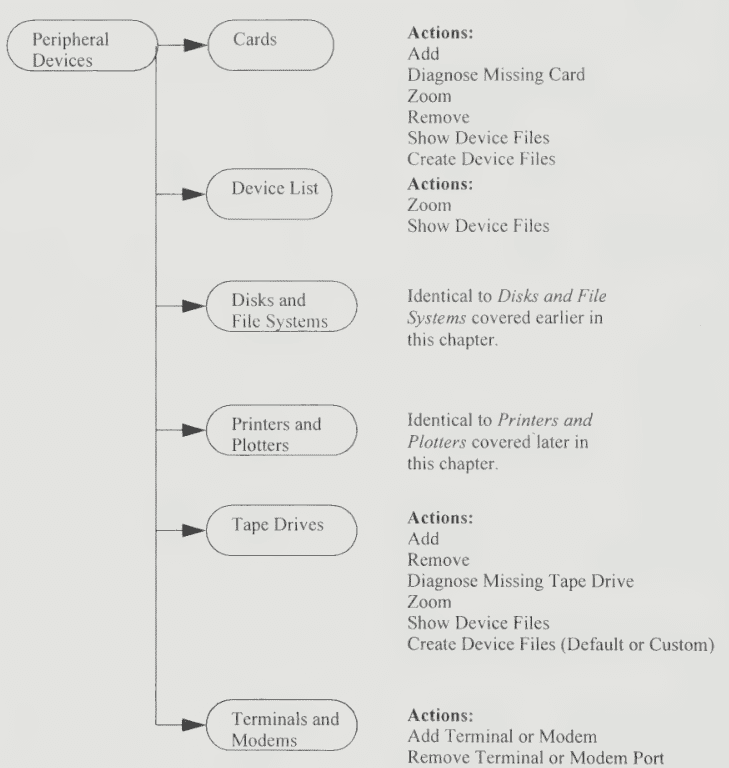 Peripheral
Devices
Cards
Actions:
Add
Diagnose Missing Card
Zoom
Remove
Show Device Files
Create Device Files
Device List
Actions:
Zoom
Show Device Files
Disks and
File Systems
Identical to Disks and File
Systems covered earlier in
this chapter.
Printers and
Plotters
Identical to Printers and
Plotters covered later in
this chapter.
Tape Drives
Actions:
Add
Remove
Diagnose Missing Tape Drive
Zoom
Show Device Files
Create Device Files (Default or Custom)
Terminals and
Modems
Actions:
Add Terminal or Modem
Remove Terminal or Modem Port